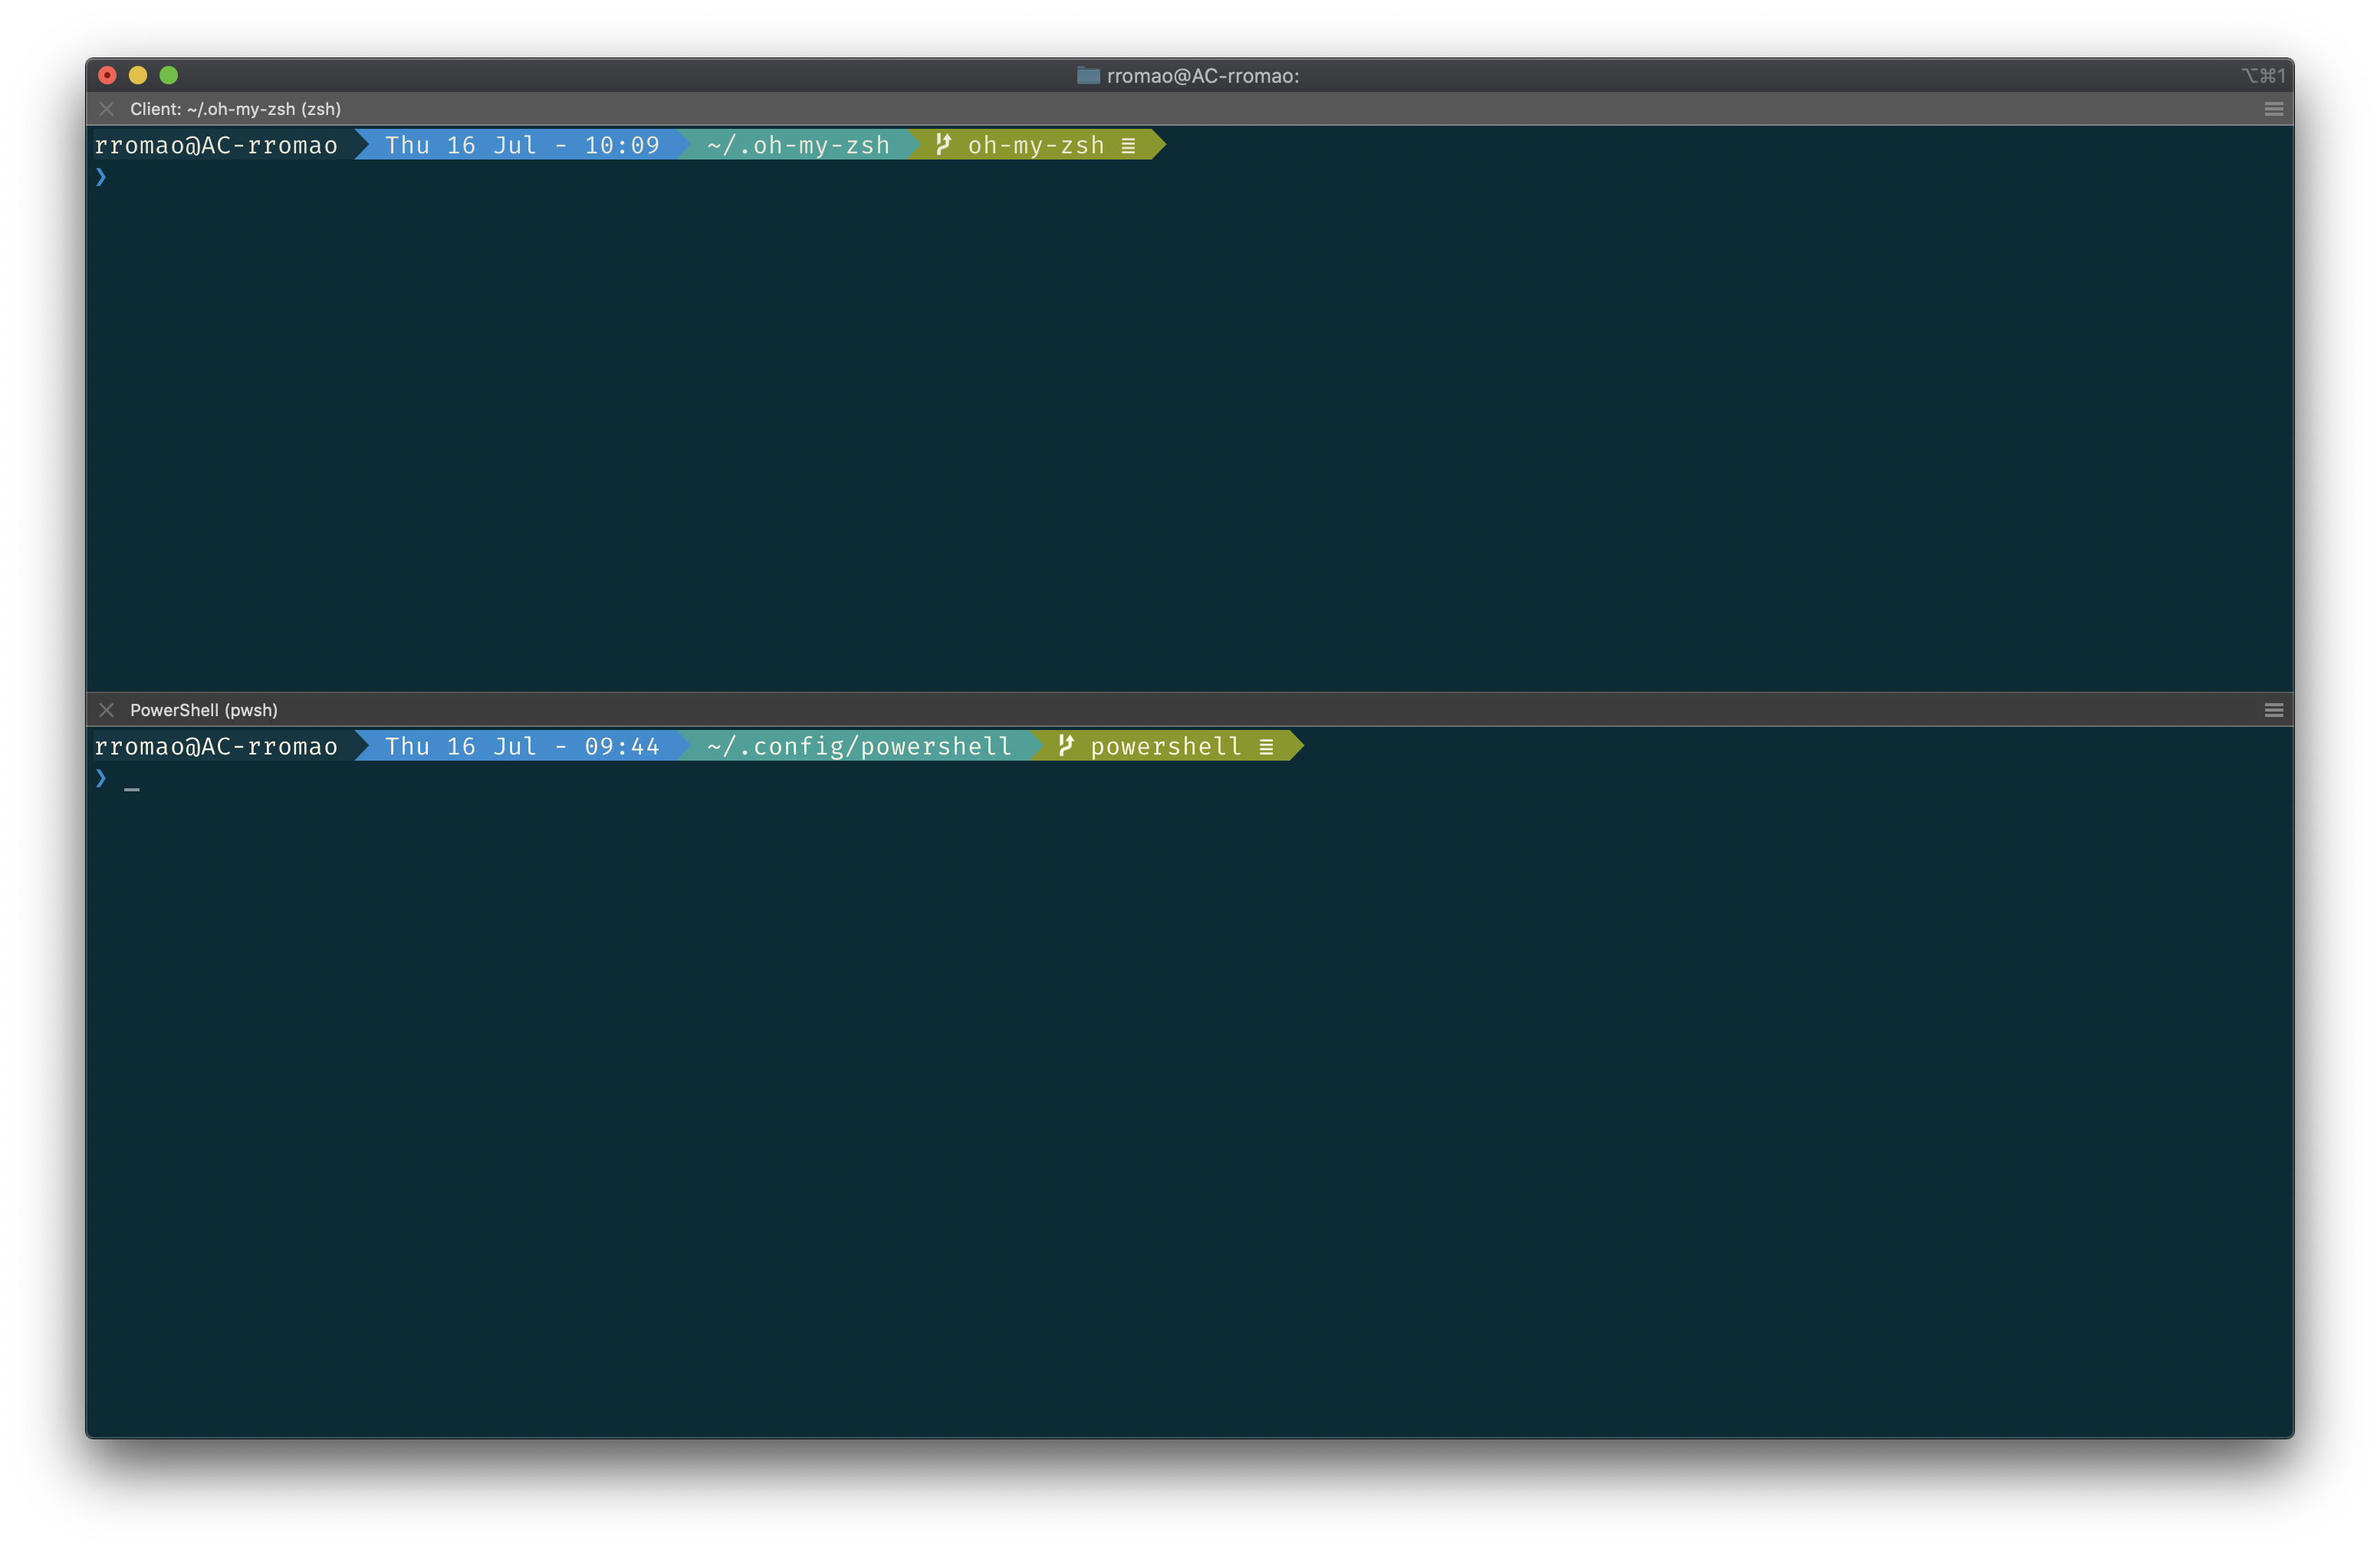 rromao@AC-rromao:
⌥⌘1
Client: ~/.oh-my-zsh (zsh)
rromao@AC-rromao Thu 16 Jul - 10:09 ~/.oh-my-zsh oh-my-zsh ≣
❯
PowerShell (pwsh)
rromao@AC-rromao Thu 16 Jul - 09:44 ~/.config/powershell powershell ≣
❯ _